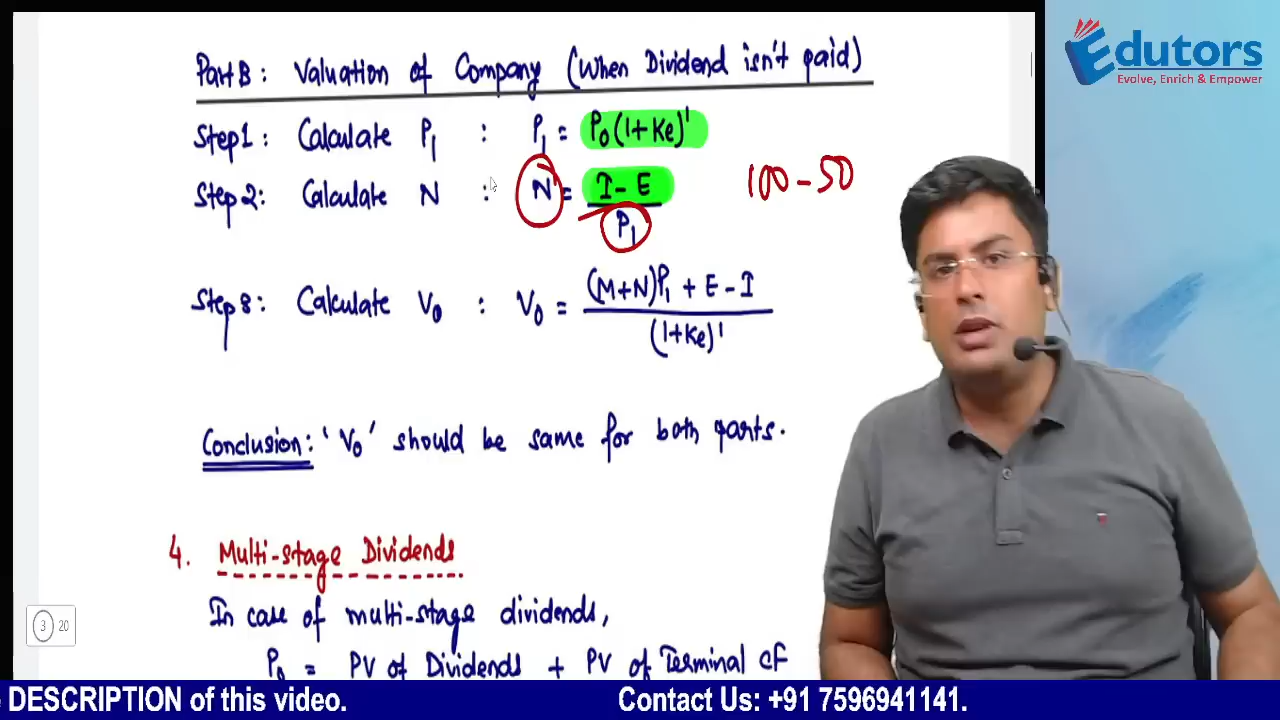 Part B: Valuation of Company (When Dividend isn't paid)
Step 1: Calculate P1 : P1 = P0(1+Ke)^1
Step 2: Calculate N : N = I - E / P1
100-50
Step 3: Calculate V0 : V0 = (M+N)P1 + E - I / (1+Ke)^1
Conclusion: 'V0' should be same for both parts.
4. Multi-stage Dividends
In case of multi-stage dividends,
P0 = PV of Dividends + PV of Terminal CF
3 20
Edutors
Evolve, Enrich & Empower
DESCRIPTION of this video. Contact Us: +91 7596941141.